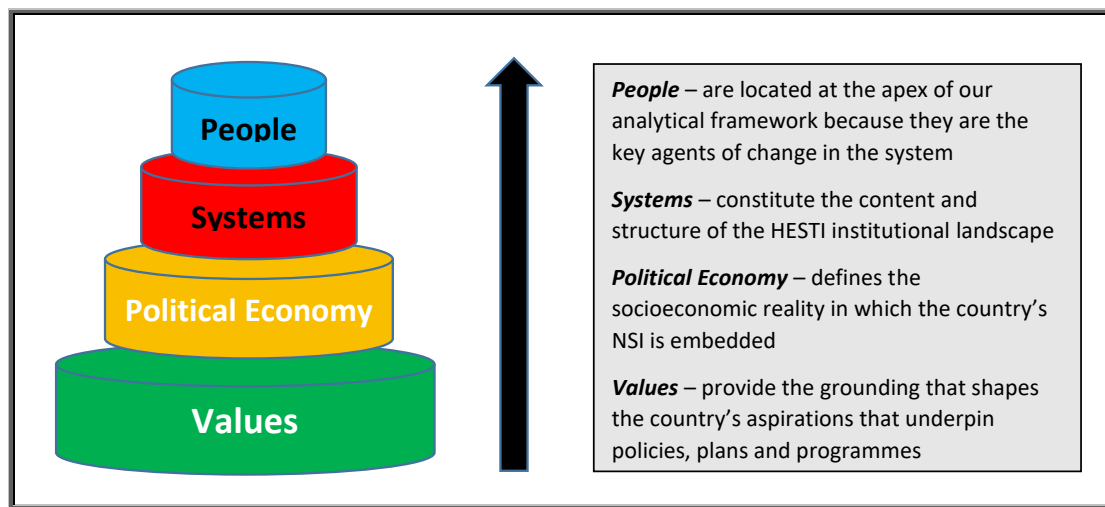 People
Systems
Political Economy
Values
People – are located at the apex of our
analytical framework because they are the
key agents of change in the system
Systems – constitute the content and
structure of the HESTI institutional landscape
Political Economy – defines the
socioeconomic reality in which the country’s
NSI is embedded
Values – provide the grounding that shapes
the country’s aspirations that underpin
policies, plans and programmes